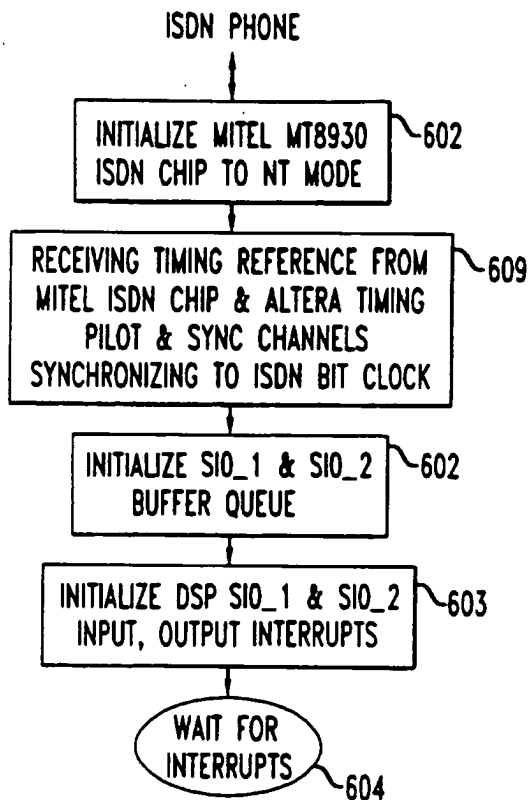 ISDN PHONE
INITIALIZE MITEL MT8930
ISDN CHIP TO NT MODE
602
RECEIVING TIMING REFERENCE FROM
MITEL ISDN CHIP & ALTERA TIMING
PILOT & SYNC CHANNELS
SYNCHRONIZING TO ISDN BIT CLOCK
609
INITIALIZE SIO_1 & SIO_2
BUFFER QUEUE
602
INITIALIZE DSP SIO_1 & SIO_2
INPUT, OUTPUT INTERRUPTS
603
WAIT FOR
INTERRUPTS
604